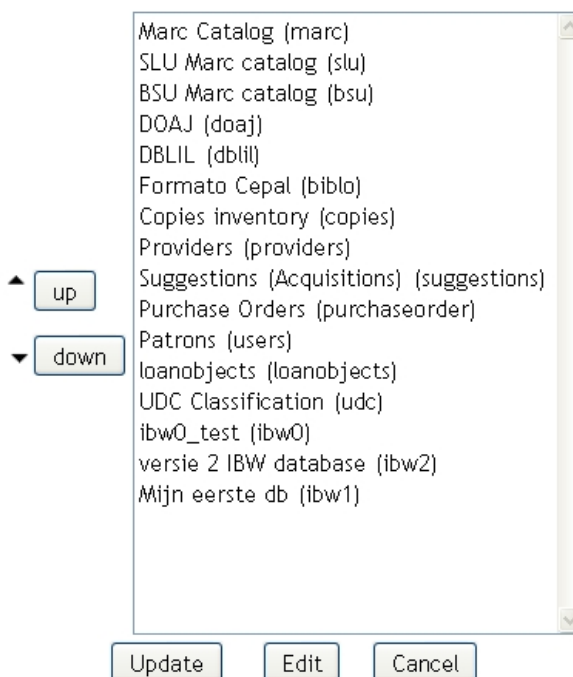 Marc Catalog (marc)
SLU Marc catalog (slu)
BSU Marc catalog (bsu)
DOAJ (doaj)
DBLIL (dblil)
Formato Cepal (biblo)
Copies inventory (copies)
Providers (providers)
Suggestions (Acquisitions) (suggestions)
Purchase Orders (purchaseorder)
Patrons (users)
loanobjects (loanobjects)
UDC Classification (udc)
ibw0_test (ibw0)
versie 2 IBW database (ibw2)
Mijn eerste db (ibw1)
up
down
Update
Edit
Cancel